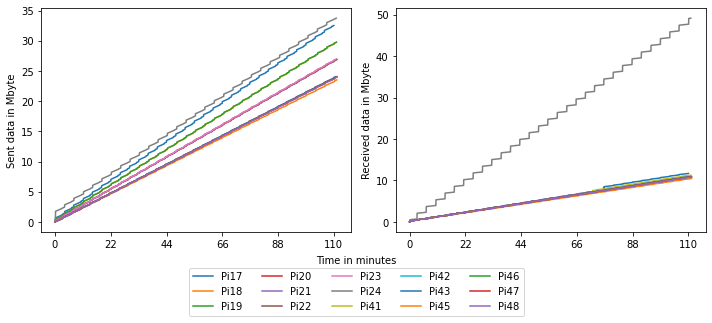 Sent data in Mbyte
35
30
25
20
15
10
5
0
0 22 44 66 88 110
Received data in Mbyte
50
40
30
20
10
0
0 22 44 66 88 110
Time in minutes
Pi17 Pi20 Pi23 Pi42 Pi46
Pi18 Pi21 Pi24 Pi43 Pi47
Pi19 Pi22 Pi41 Pi45 Pi48